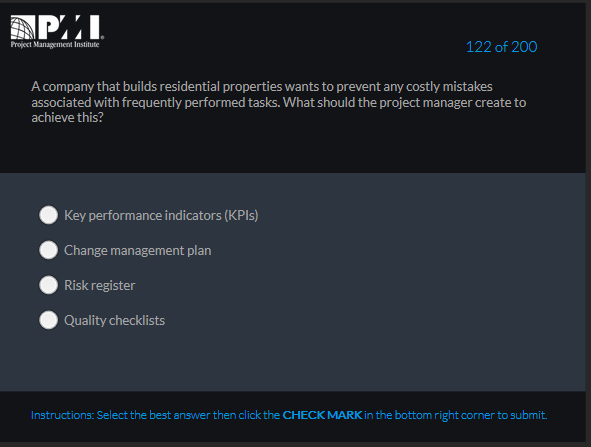 PMI.
Project Management Institute
122 of 200
A company that builds residential properties wants to prevent any costly mistakes
associated with frequently performed tasks. What should the project manager create to
achieve this?
Key performance indicators (KPIs)
Change management plan
Risk register
Quality checklists
Instructions: Select the best answer then click the CHECK MARK in the bottom right corner to submit.